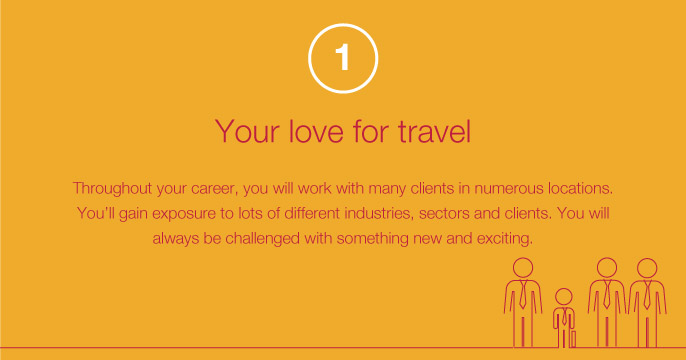 1
Your love for travel
Throughout your career, you will work with many clients in numerous locations.
You'll gain exposure to lots of different industries, sectors and clients. You will
always be challenged with something new and exciting.